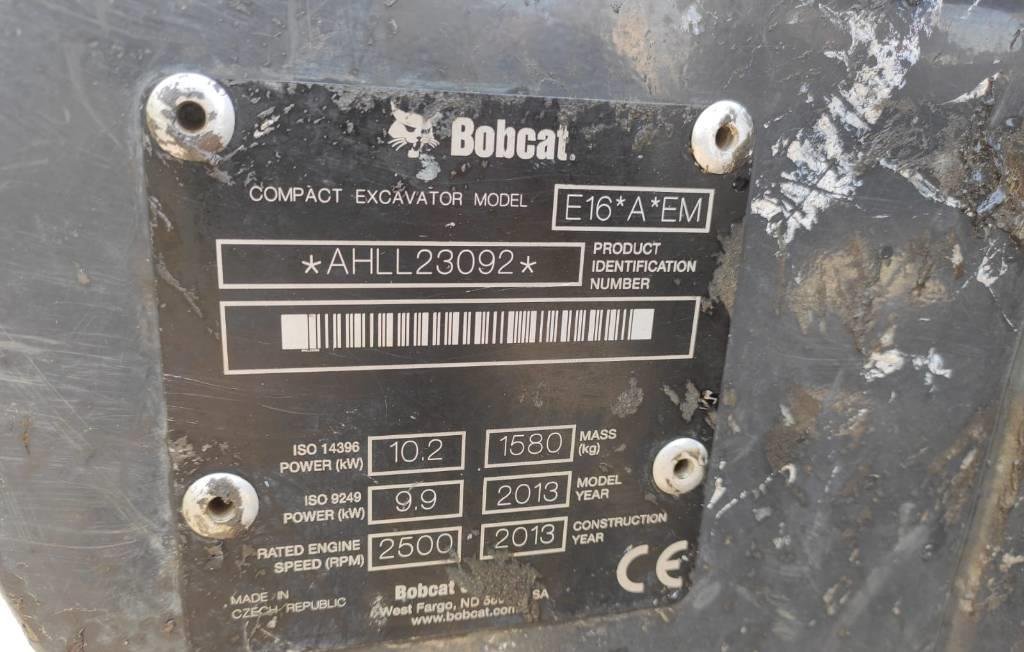 Bobcat.
COMPACT EXCAVATOR MODEL E16*A*EM
*AHLL23092* PRODUCT
IDENTIFICATION
NUMBER
ISO 14396
POWER (kW) 10.2 1580 MASS
(kg)
ISO 9249
POWER (kW) 9.9 2013 MODEL
YEAR
RATED ENGINE
SPEED (RPM) 2500 2013 CONSTRUCTION
YEAR
CE
MADE IN
CZECH REPUBLIC
Bobcat
West Fargo, ND
www.bobcat.com